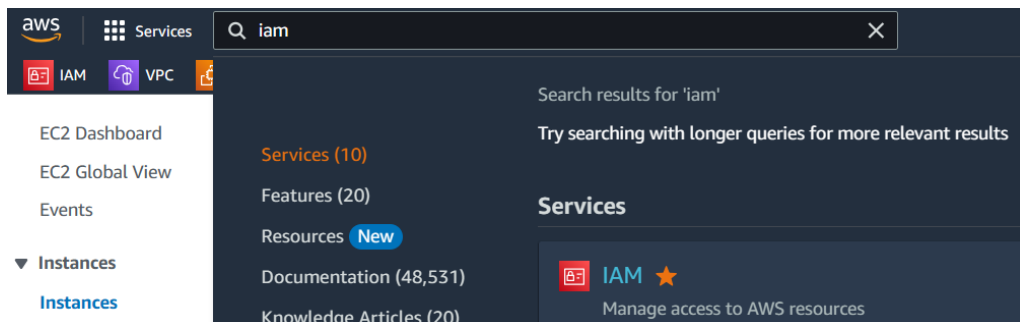 aws
Services
iam
IAM
VPC
EC2 Dashboard
EC2 Global View
Events
Instances
Instances
Services (10)
Features (20)
Resources New
Documentation (48,531)
Knowledge Articles (20)
Search results for 'iam'
Try searching with longer queries for more relevant results
Services
IAM
Manage access to AWS resources